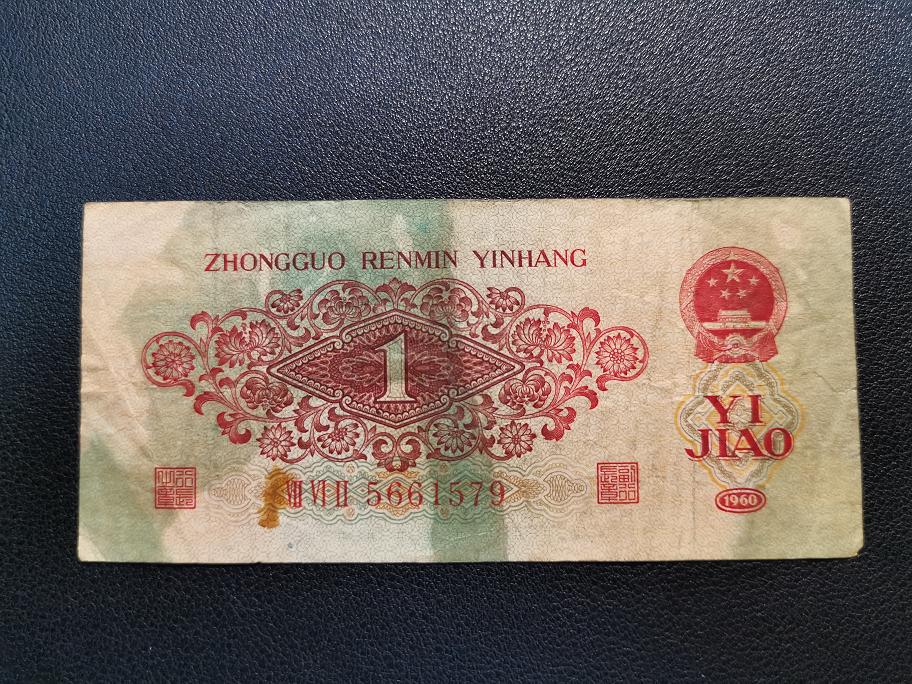 ZHONGGUO RENMIN YINHANG
1
YI
JIAO
VIII VI II 5661579
1960